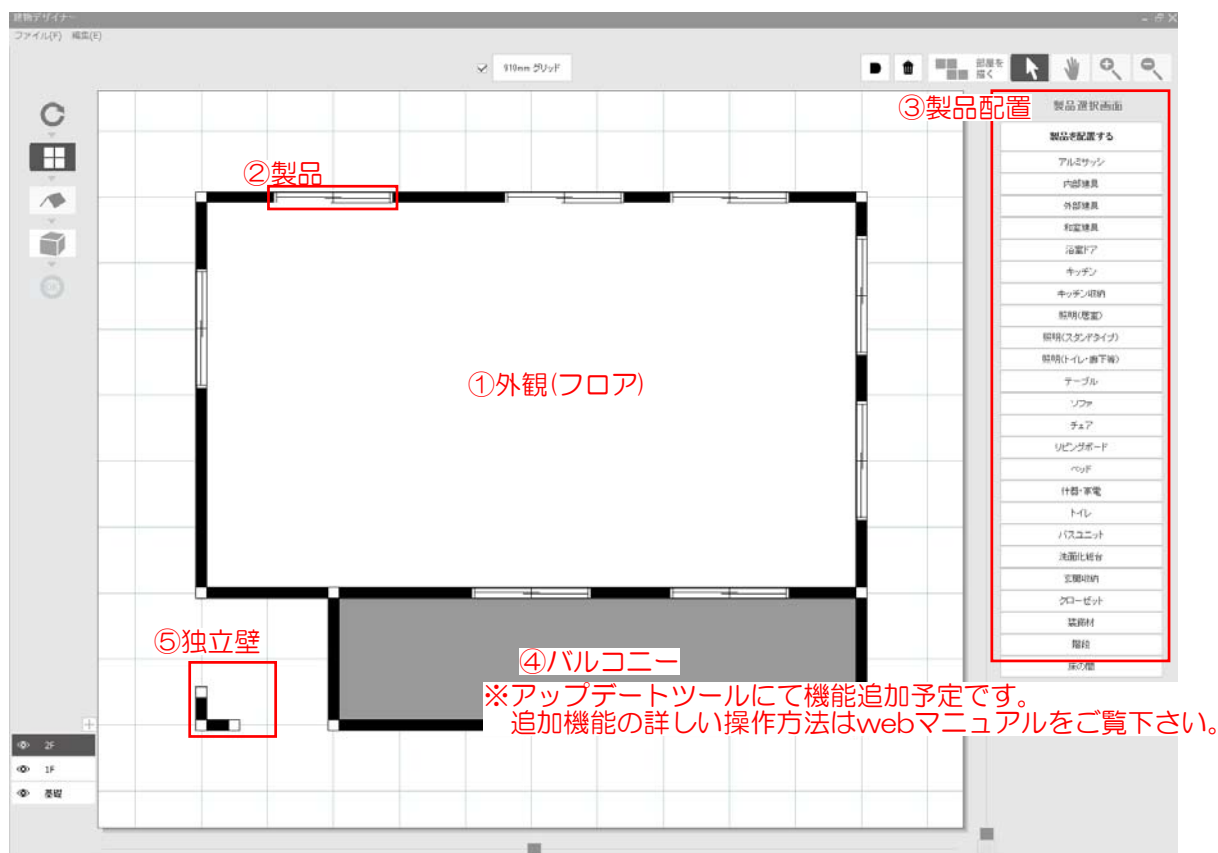 建物デザイナー
ファイル(F) 編集(E)
910mm グリッド
部屋を
描く
③製品配置
製品選択画面
製品を配置する
アルミサッシ
内部建具
外部建具
和室建具
浴室ドア
キッチン
キッチン収納
照明(居室)
照明(スタンドタイプ)
照明(トイレ・廊下等)
テーブル
ソファ
チェア
リビングボード
ベッド
什器・家電
トイレ
バスユニット
洗面化粧台
玄関収納
クローゼット
装飾材
階段
床の間
②製品
①外観(フロア)
⑤独立壁
④バルコニー
※アップデートツールにて機能追加予定です。
追加機能の詳しい操作方法はwebマニュアルをご覧下さい。
2F
1F
基礎